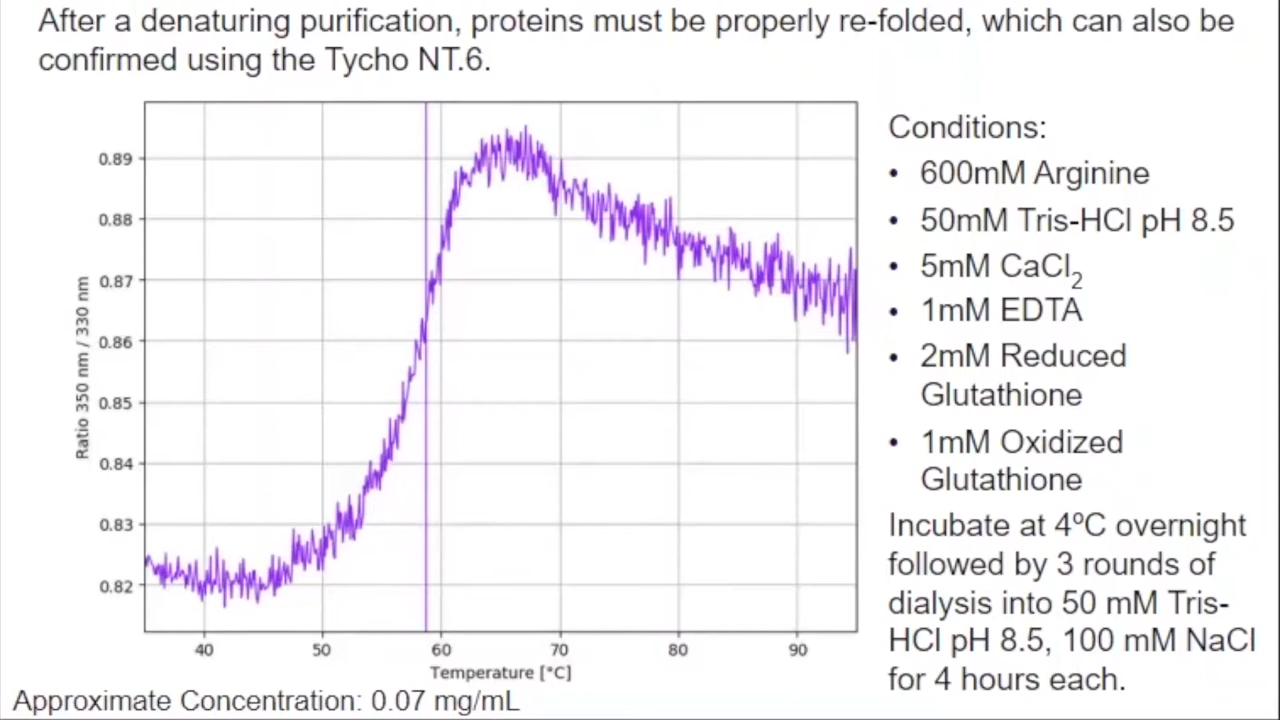 After a denaturing purification, proteins must be properly re-folded, which can also be
confirmed using the Tycho NT.6.
0.89
0.88
0.87
0.86
0.85
0.84
0.83
0.82
Ratio 350 nm / 330 nm
40 50 60 70 80 90
Temperature [°C]
Approximate Concentration: 0.07 mg/mL
Conditions:
• 600mM Arginine
• 50mM Tris-HCl pH 8.5
• 5mM CaCl₂
• 1mM EDTA
• 2mM Reduced
Glutathione
• 1mM Oxidized
Glutathione
Incubate at 4ºC overnight
followed by 3 rounds of
dialysis into 50 mM Tris-
HCl pH 8.5, 100 mM NaCl
for 4 hours each.